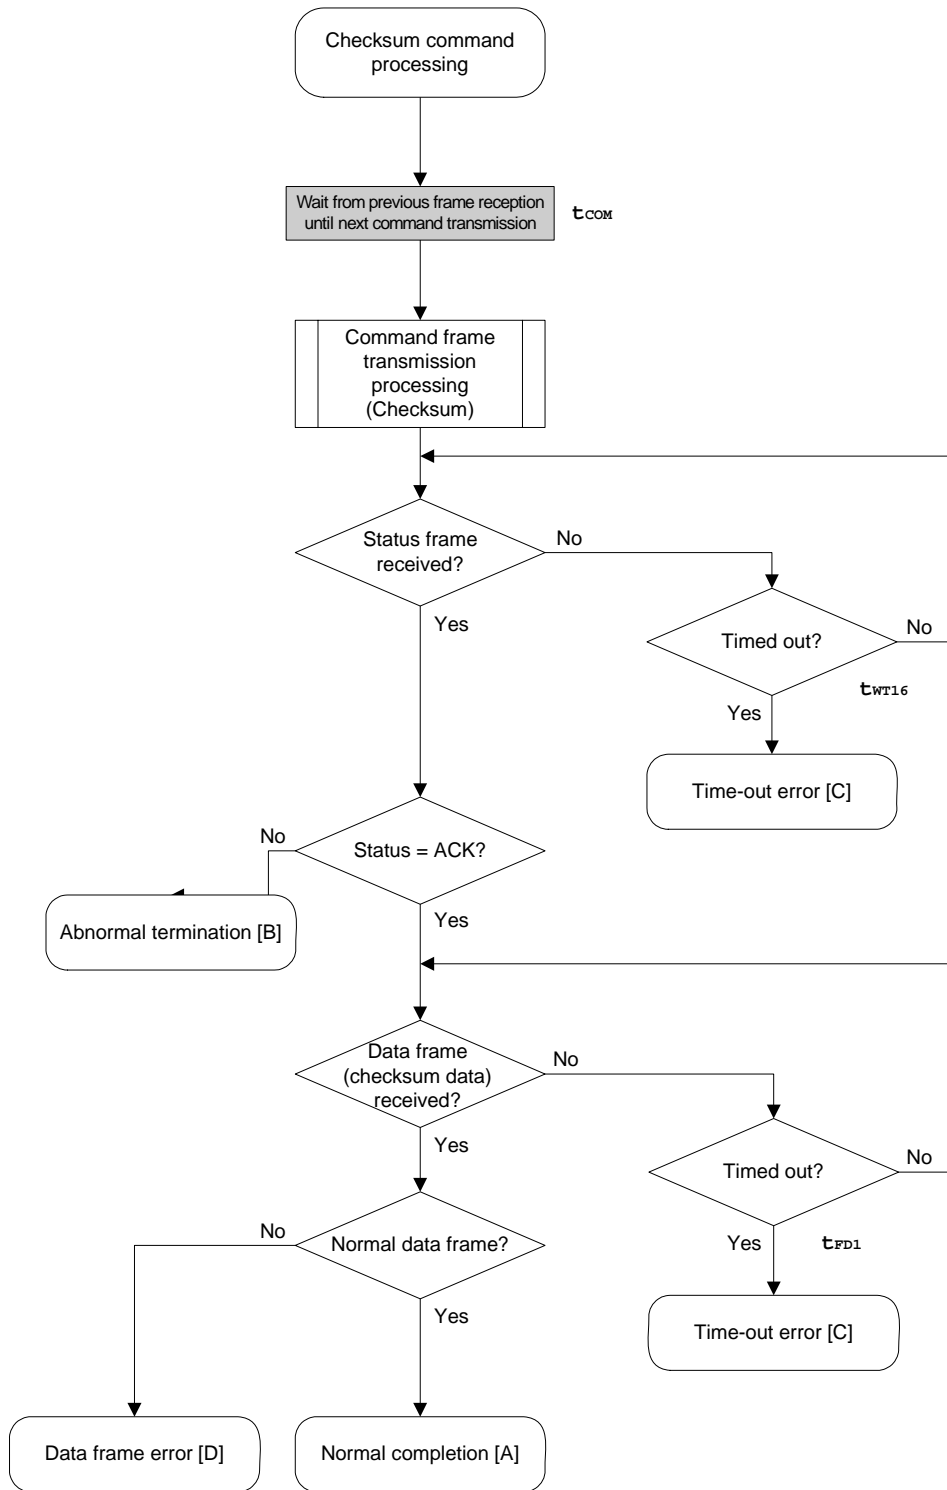 Checksum command
processing
Wait from previous frame reception
until next command transmission
tCOM
Command frame
transmission
processing
(Checksum)
Status frame
received?
No
Yes
Timed out?
No
tWT16
Yes
Time-out error [C]
Status = ACK?
No
Abnormal termination [B]
Yes
Data frame
(checksum data)
received?
No
Yes
Timed out?
No
Yes
tFD1
Time-out error [C]
Normal data frame?
No
Yes
Data frame error [D]
Normal completion [A]